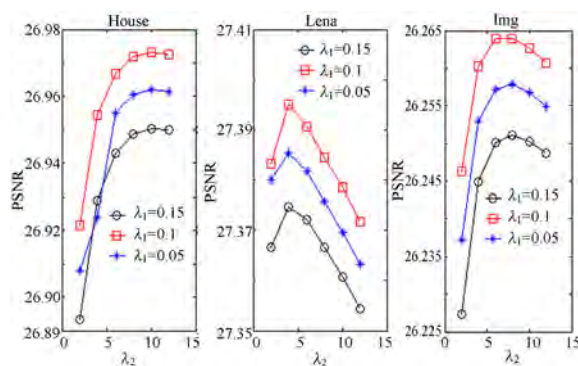 House
PSNR
26.98
26.96
26.94
26.92
26.90
26.89
0
5
10
15
λ₂
λ₁=0.15
λ₁=0.1
λ₁=0.05
Lena
PSNR
27.41
27.39
27.37
27.35
0
5
10
15
λ₂
λ₁=0.15
λ₁=0.1
λ₁=0.05
Img
PSNR
26.265
26.255
26.245
26.235
26.225
0
5
10
15
λ₂
λ₁=0.15
λ₁=0.1
λ₁=0.05